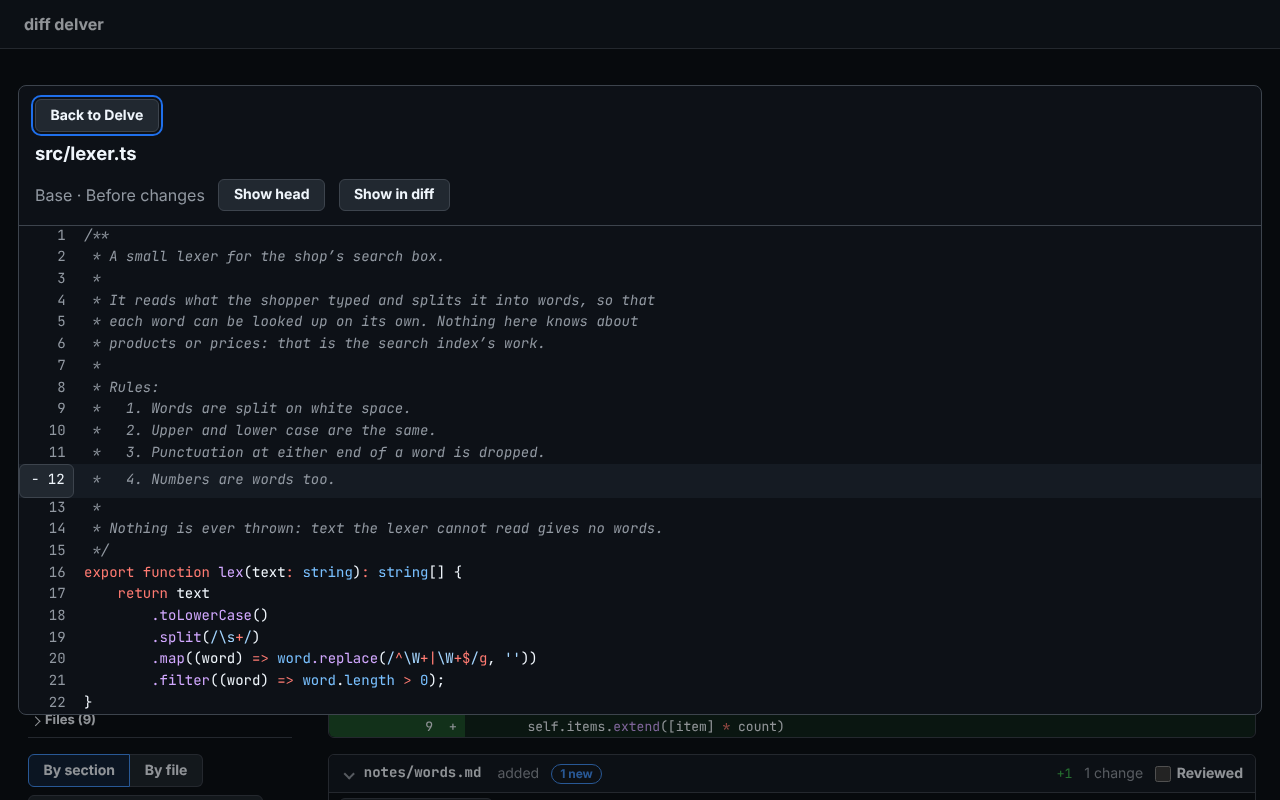 diff delver
Back to Delve
src/lexer.ts
Base · Before changes Show head Show in diff
1 /**
2  * A small lexer for the shop’s search box.
3  *
4  * It reads what the shopper typed and splits it into words, so that
5  * each word can be looked up on its own. Nothing here knows about
6  * products or prices: that is the search index’s work.
7  *
8  * Rules:
9  *   1. Words are split on white space.
10  *   2. Upper and lower case are the same.
11  *   3. Punctuation at either end of a word is dropped.
- 12  *   4. Numbers are words too.
13  *
14  * Nothing is ever thrown: text the lexer cannot read gives no words.
15  */
16 export function lex(text: string): string[] {
17     return text
18         .toLowerCase()
19         .split(/\s+/)
20         .map((word) => word.replace(/^\W+|\W+$/g, ''))
21         .filter((word) => word.length > 0);
22 }
Files (9)
9 + self.items.extend([item] * count)
By section By file
notes/words.md added 1 new +1 1 change Reviewed